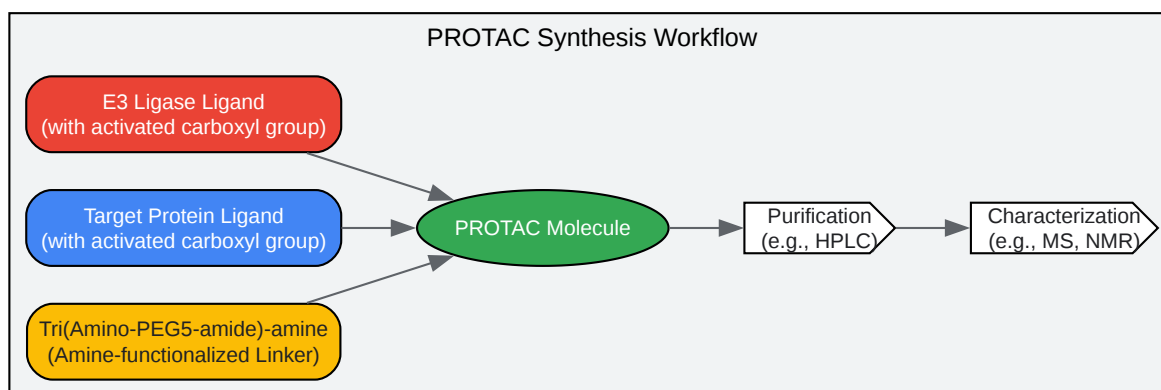 PROTAC Synthesis Workflow
E3 Ligase Ligand
(with activated carboxyl group)
Target Protein Ligand
(with activated carboxyl group)
Tri(Amino-PEG5-amide)-amine
(Amine-functionalized Linker)
PROTAC Molecule
Purification
(e.g., HPLC)
Characterization
(e.g., MS, NMR)